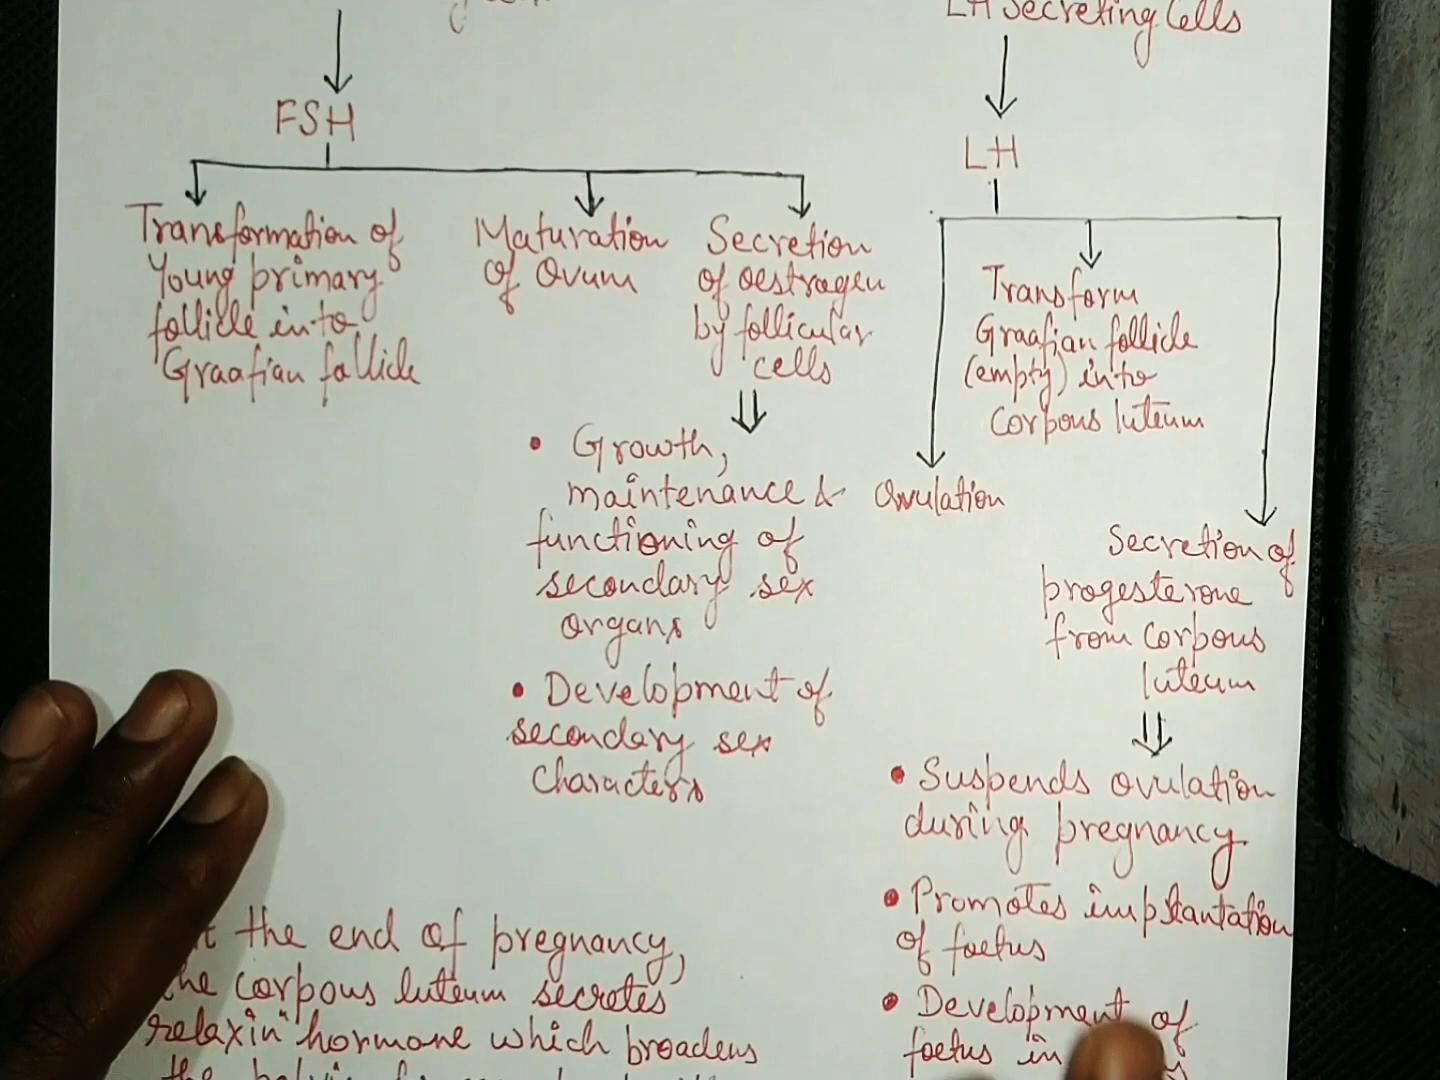 LH Secreting Cells
FSH
LH
Transformation of
Young primary
follicle into
Graafian follicle
Maturation
of Ovum
Secretion
of oestrogen
by follicular
cells
• Growth,
maintenance &
functioning of
secondary sex
organs
• Development of
secondary sex
characters
Ovulation
Transform
Graafian follicle
(empty) into
Corpous luteum
Secretion of
progesterone
from corpous
luteum
• Suspends ovulation
during pregnancy
• Promotes implantation
of foetus
• Development of
foetus in
the end of pregnancy,
the corpous luteum secretes
relaxin" hormone which broadens
the